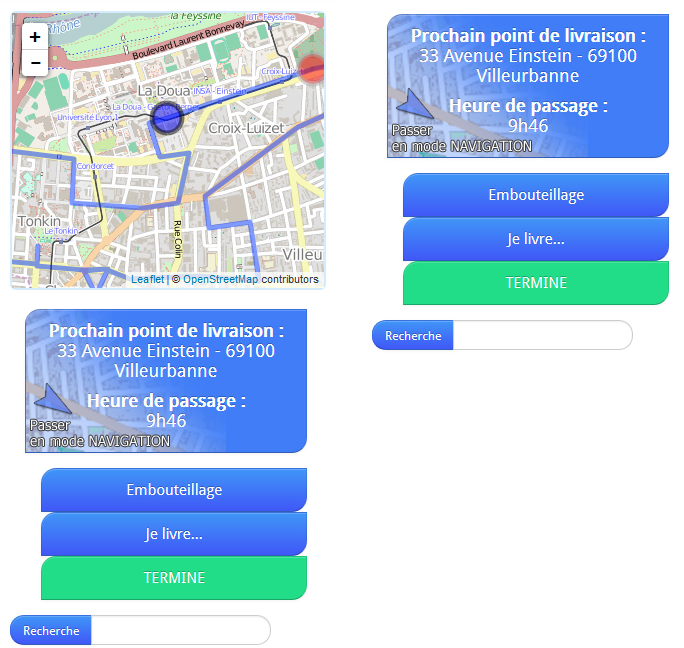 la Feyssine
IUT - Feyssine
Rhône
+
Boulevard Laurent Bonnevay
−
Croix-Luizet
La Doua
INSA - Einstein
La Doua - Gaston Berger
Université Lyon 1
Croix-Luizet
Condorcet
Tonkin
Le Tonkin
Rue Colin
Villeu
Leaflet | © OpenStreetMap contributors
Prochain point de livraison :
33 Avenue Einstein - 69100
Villeurbanne
Heure de passage :
9h46
Passer
en mode NAVIGATION
Embouteillage
Je livre...
TERMINE
Recherche
Prochain point de livraison :
33 Avenue Einstein - 69100
Villeurbanne
Heure de passage :
9h46
Passer
en mode NAVIGATION
Embouteillage
Je livre...
TERMINE
Recherche